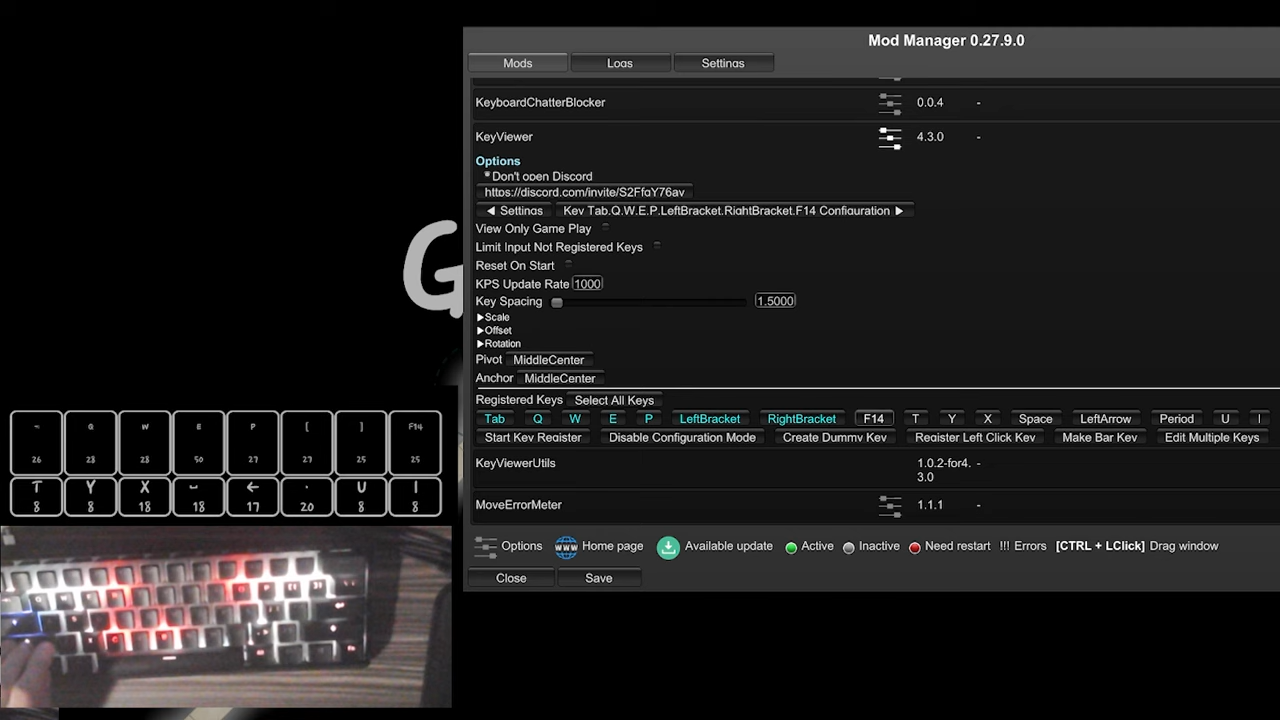 Mod Manager 0.27.9.0
Mods Logs Settings
KeyboardChatterBlocker 0.0.4 -
KeyViewer 4.3.0 -
Options
Don't open Discord
https://discord.com/invite/S2FfgY76av
◀ Settings Key Tab,Q,W,E,P,LeftBracket,RightBracket,F14 Configuration ▶
View Only Game Play
Limit Input Not Registered Keys
Reset On Start
KPS Update Rate 1000
Key Spacing 1.5000
▶Scale
▶Offset
▶Rotation
Pivot MiddleCenter
Anchor MiddleCenter
Registered Keys Select All Keys
Tab Q W E P LeftBracket RightBracket F14 T Y X Space LeftArrow Period U I
Start Key Register Disable Configuration Mode Create Dummy Key Register Left Click Key Make Bar Key Edit Multiple Keys
KeyViewerUtils 1.0.2-for4. -
3.0
MoveErrorMeter 1.1.1 -
Options Home page Available update Active Inactive Need restart !!! Errors [CTRL + LClick] Drag window
Close Save
G
Q W E P [ ] F14
26 23 23 50 27 27 25 25
T Y X ⎵ ← . U I
8 8 18 18 17 20 8 8